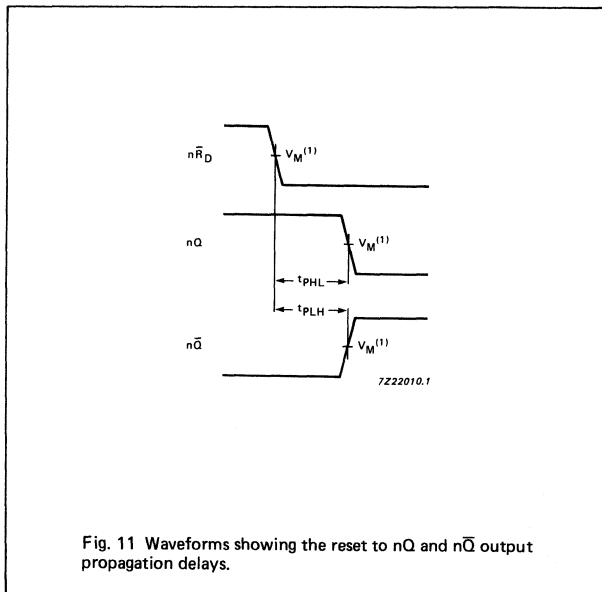 nR̅D
VM(1)
nQ
VM(1)
tPHL
tPLH
nQ̅
VM(1)
7Z22010.1
Fig. 11 Waveforms showing the reset to nQ and nQ̅ output
propagation delays.